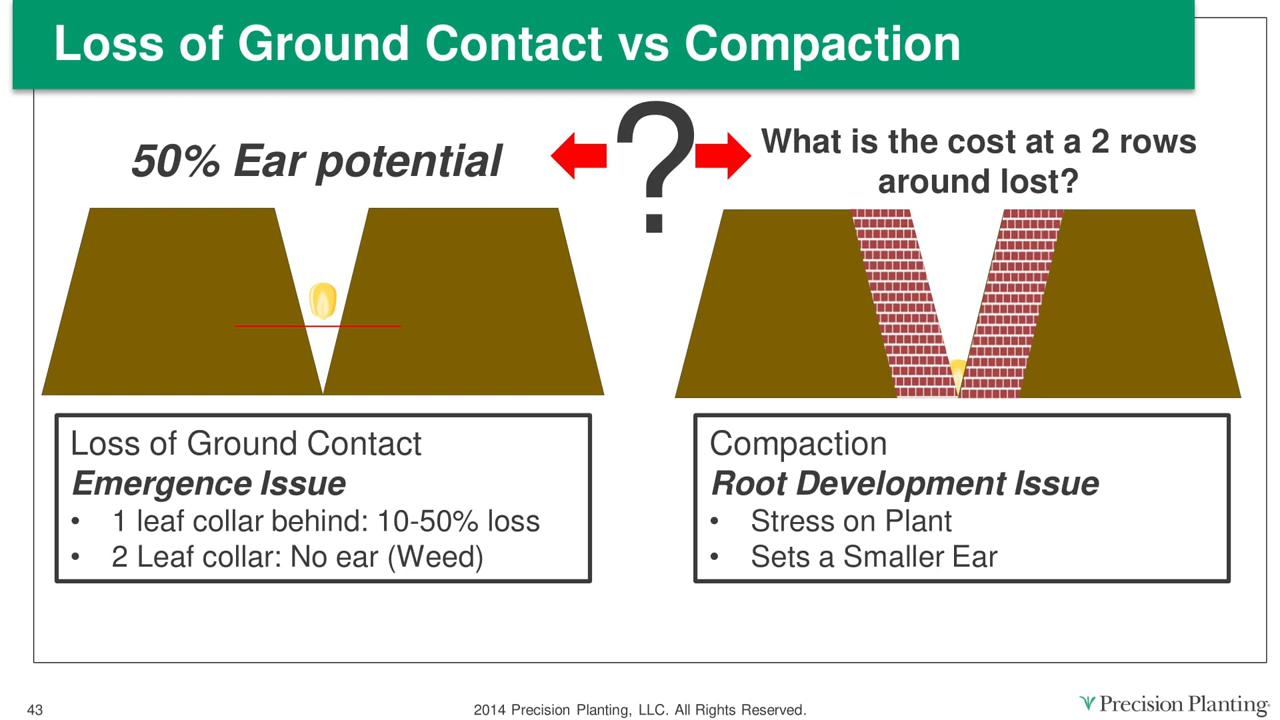 Loss of Ground Contact vs Compaction
50% Ear potential
?
What is the cost at a 2 rows
around lost?
Loss of Ground Contact
Emergence Issue
• 1 leaf collar behind: 10-50% loss
• 2 Leaf collar: No ear (Weed)
Compaction
Root Development Issue
• Stress on Plant
• Sets a Smaller Ear
43
2014 Precision Planting, LLC. All Rights Reserved.
Precision Planting